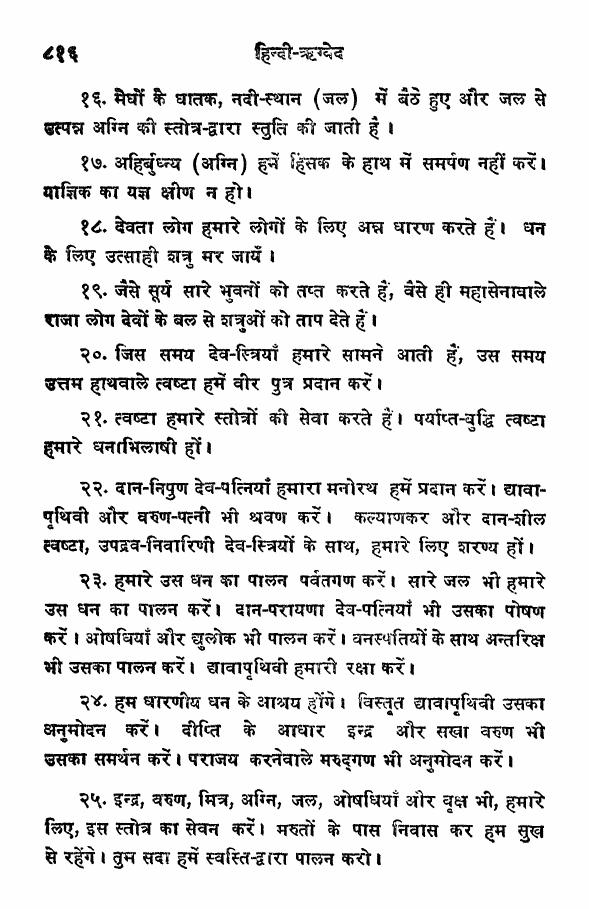 ८१६ हिन्दी-ऋग्वेद
१६. मेघों के घातक, नदी-स्थान (जल) में बैठे हुए और जल से
उत्पन्न अग्नि की स्तोत्र-द्वारा स्तुति की जाती है।
१७. अहिर्बुध्न्य (अग्नि) हमें हिंसक के हाथ में समर्पण नहीं करें।
याज्ञिक का यज्ञ क्षीण न हो।
१८. देवता लोग हमारे लोगों के लिए अन्न धारण करते हैं। धन
के लिए उत्साही शत्रु मर जायँ।
१९. जैसे सूर्य सारे भुवनों को तप्त करते हैं, वैसे ही महासेनावाले
राजा लोग देवों के बल से शत्रुओं को ताप देते हैं।
२०. जिस समय देव-स्त्रियाँ हमारे सामने आती हैं, उस समय
उत्तम हाथवाले त्वष्टा हमें वीर पुत्र प्रदान करें।
२१. त्वष्टा हमारे स्तोत्रों की सेवा करते हैं। पर्याप्त-बुद्धि त्वष्टा
हमारे धनाभिलाषी हों।
२२. दान-निपुण देव-पत्नियाँ हमारा मनोरथ हमें प्रदान करें। द्यावा-
पृथिवी और वरुण-पत्नी भी श्रवण करें। कल्याणकर और दान-शील
त्वष्टा, उपद्रव-निवारिणी देव-स्त्रियों के साथ, हमारे लिए शरण्य हों।
२३. हमारे उस धन का पालन पर्वतगण करें। सारे जल भी हमारे
उस धन का पालन करें। दान-परायणा देव-पत्नियाँ भी उसका पोषण
करें। ओषधियाँ और द्युलोक भी पालन करें। वनस्पतियों के साथ अन्तरिक्ष
भी उसका पालन करें। द्यावापृथिवी हमारी रक्षा करें।
२४. हम धारणीय धन के आश्रय होंगे। विस्तृत द्यावापृथिवी उसका
अनुमोदन करें। दीप्ति के आधार इन्द्र और सखा वरुण भी
उसका समर्थन करें। पराजय करनेवाले मरुद्गण भी अनुमोदन करें।
२५. इन्द्र, वरुण, मित्र, अग्नि, जल, ओषधियाँ और वृक्ष भी, हमारे
लिए, इस स्तोत्र का सेवन करें। मरुतों के पास निवास कर हम सुख
से रहेंगे। तुम सदा हमें स्वस्ति-द्वारा पालन करो।